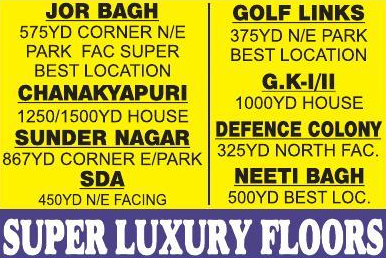 JOR BAGH
575YD CORNER N/E
PARK FAC SUPER
BEST LOCATION
CHANAKYAPURI
1250/1500YD HOUSE
SUNDER NAGAR
867YD CORNER E/PARK
SDA
450YD N/E FACING
GOLF LINKS
375YD N/E PARK
BEST LOCATION
G.K-I/II
1000YD HOUSE
DEFENCE COLONY
325YD NORTH FAC.
NEETI BAGH
500YD BEST LOC.
SUPER LUXURY FLOORS